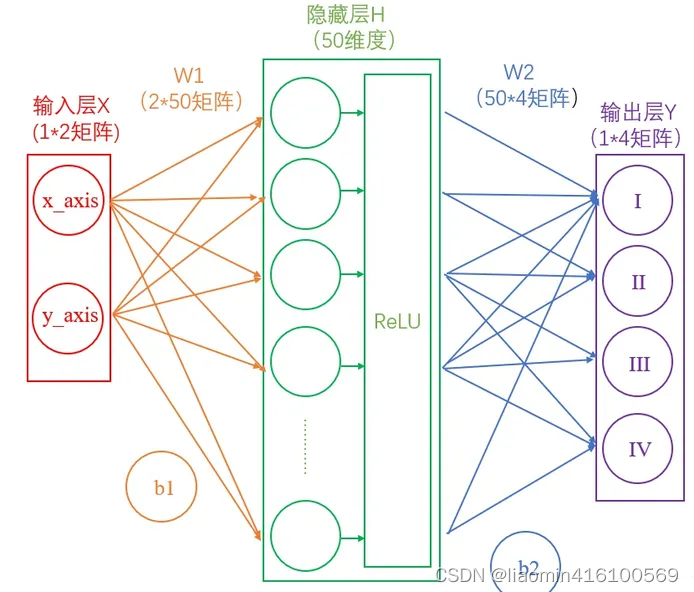 隐藏层H
(50维度)
W1
(2*50矩阵)
W2
(50*4矩阵)
输入层X
(1*2矩阵)
输出层Y
(1*4矩阵)
x_axis
y_axis
ReLU
I
II
III
IV
b1
b2
CSDN @liaomin416100569